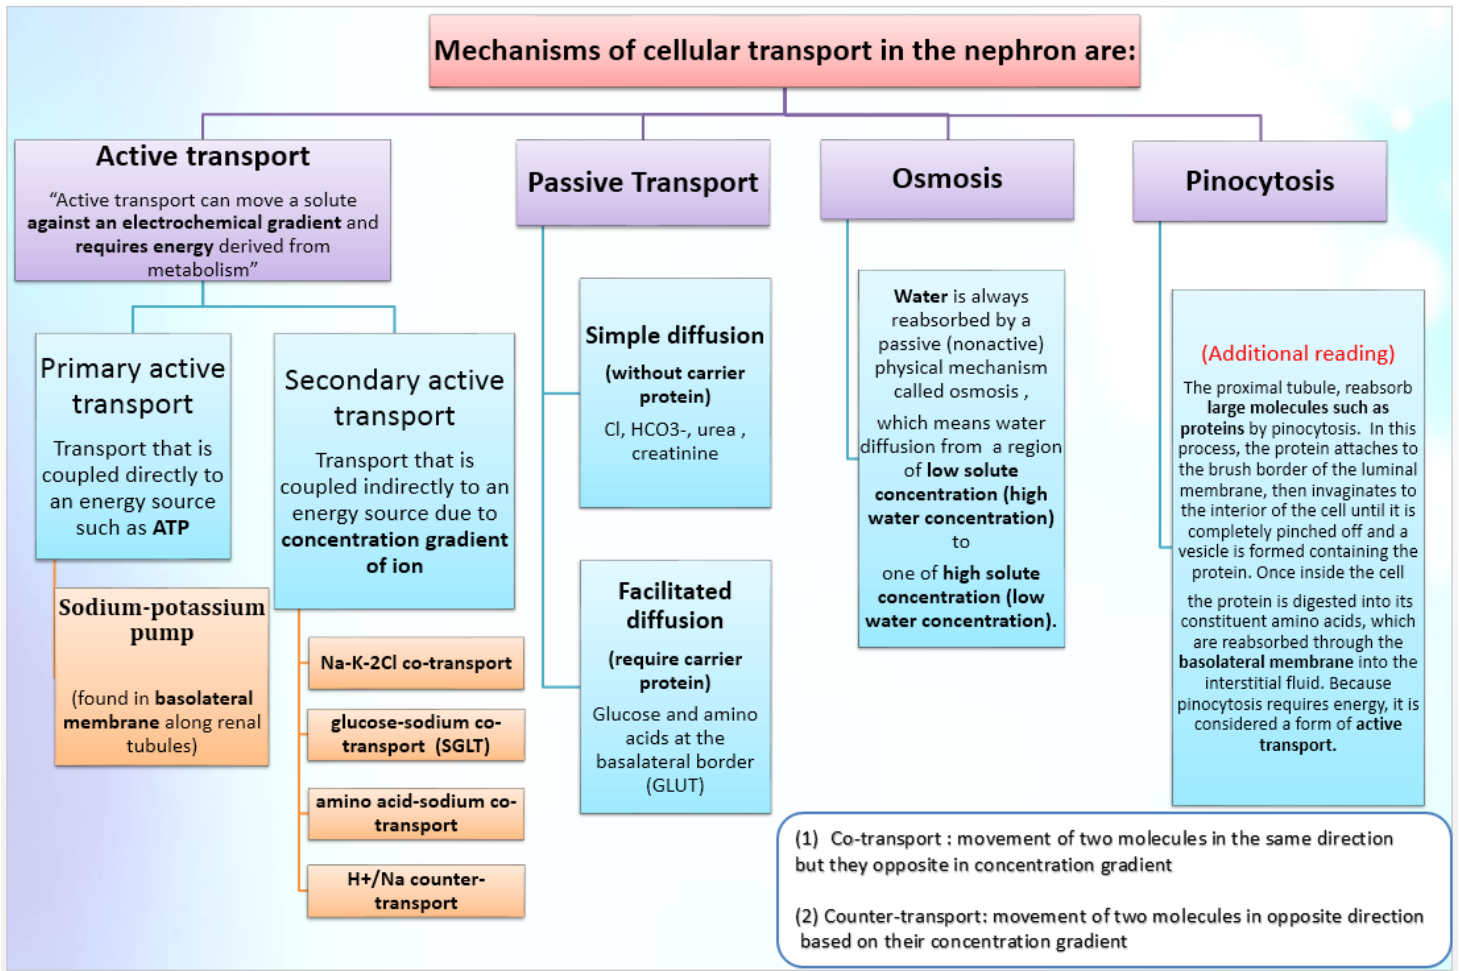 Mechanisms of cellular transport in the nephron are:
Active transport
“Active transport can move a solute
against an electrochemical gradient and
requires energy derived from
metabolism”
Primary active
transport
Transport that is
coupled directly to
an energy source
such as ATP
Sodium-potassium
pump
(found in basolateral
membrane along renal
tubules)
Secondary active
transport
Transport that is
coupled indirectly to an
energy source due to
concentration gradient
of ion
Na-K-2Cl co-transport
glucose-sodium co-
transport (SGLT)
amino acid-sodium co-
transport
H+/Na counter-
transport
Passive Transport
Simple diffusion
(without carrier
protein)
Cl, HCO3-, urea ,
creatinine
Facilitated
diffusion
(require carrier
protein)
Glucose and amino
acids at the
basalateral border
(GLUT)
Osmosis
Water is always
reabsorbed by a
passive (nonactive)
physical mechanism
called osmosis ,
which means water
diffusion from a region
of low solute
concentration (high
water concentration)
to
one of high solute
concentration (low
water concentration).
Pinocytosis
(Additional reading)
The proximal tubule, reabsorb
large molecules such as
proteins by pinocytosis. In this
process, the protein attaches to
the brush border of the luminal
membrane, then invaginates to
the interior of the cell until it is
completely pinched off and a
vesicle is formed containing the
protein. Once inside the cell
the protein is digested into its
constituent amino acids, which
are reabsorbed through the
basolateral membrane into the
interstitial fluid. Because
pinocytosis requires energy, it is
considered a form of active
transport.
(1) Co-transport : movement of two molecules in the same direction
but they opposite in concentration gradient
(2) Counter-transport: movement of two molecules in opposite direction
based on their concentration gradient